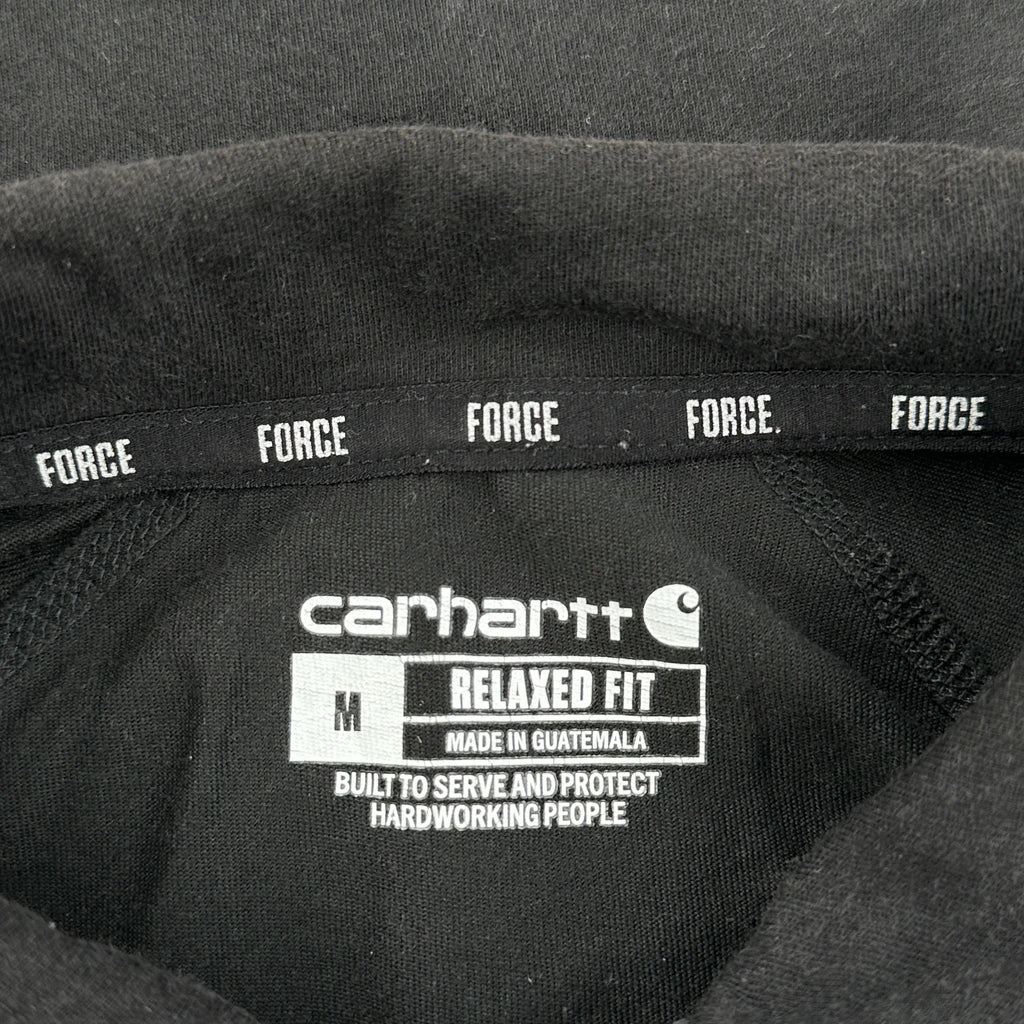 FORCE FORCE FORCE FORCE. FORCE
carhartt
M
RELAXED FIT
MADE IN GUATEMALA
BUILT TO SERVE AND PROTECT
HARDWORKING PEOPLE